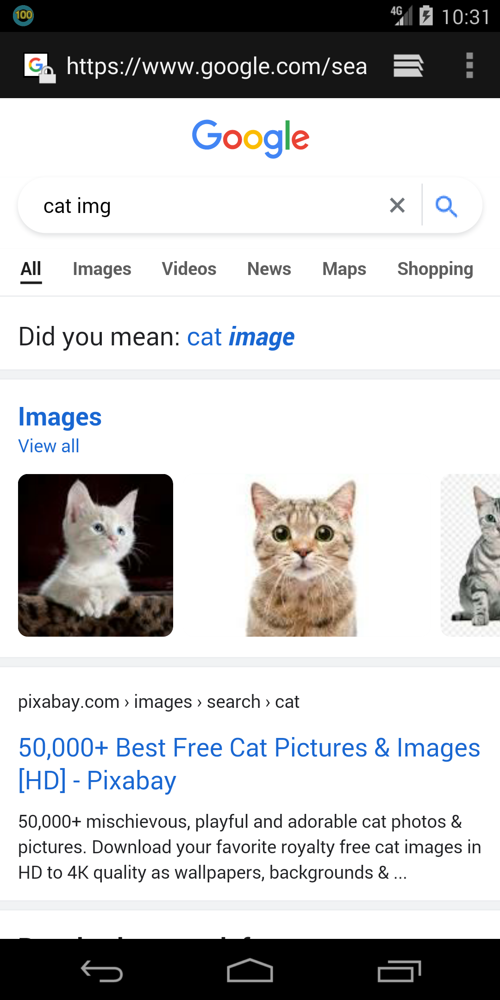 100
4G
10:31
G
https://www.google.com/sea
Google
cat img
All Images Videos News Maps Shopping
Did you mean: cat image
Images
View all
pixabay.com › images › search › cat
50,000+ Best Free Cat Pictures & Images
[HD] - Pixabay
50,000+ mischievous, playful and adorable cat photos &
pictures. Download your favorite royalty free cat images in
HD to 4K quality as wallpapers, backgrounds & ...